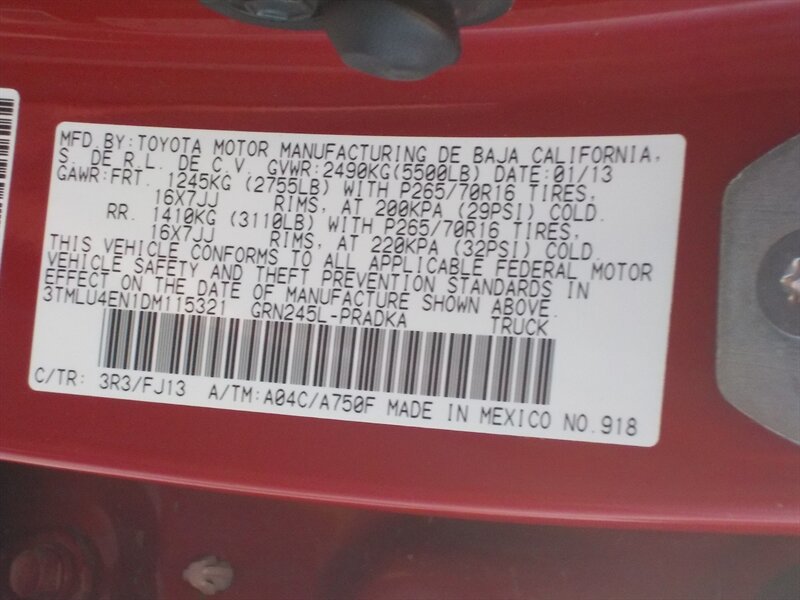 MFD.BY:TOYOTA MOTOR MANUFACTURING DE BAJA CALIFORNIA,
S. DE R.L. DE C.V. GVWR:2490KG(5500LB) DATE:01/13
GAWR:FRT. 1245KG (2755LB) WITH P265/70R16 TIRES,
16X7JJ RIMS, AT 200KPA (29PSI) COLD.
RR. 1410KG (3110LB) WITH P265/70R16 TIRES,
16X7JJ RIMS, AT 220KPA (32PSI) COLD.
THIS VEHICLE CONFORMS TO ALL APPLICABLE FEDERAL MOTOR
VEHICLE SAFETY AND THEFT PREVENTION STANDARDS IN
EFFECT ON THE DATE OF MANUFACTURE SHOWN ABOVE.
3TMLU4EN1DM115321 GRN245L-PRADKA TRUCK
C/TR: 3R3/FJ13 A/TM:A04C/A750F MADE IN MEXICO NO.918